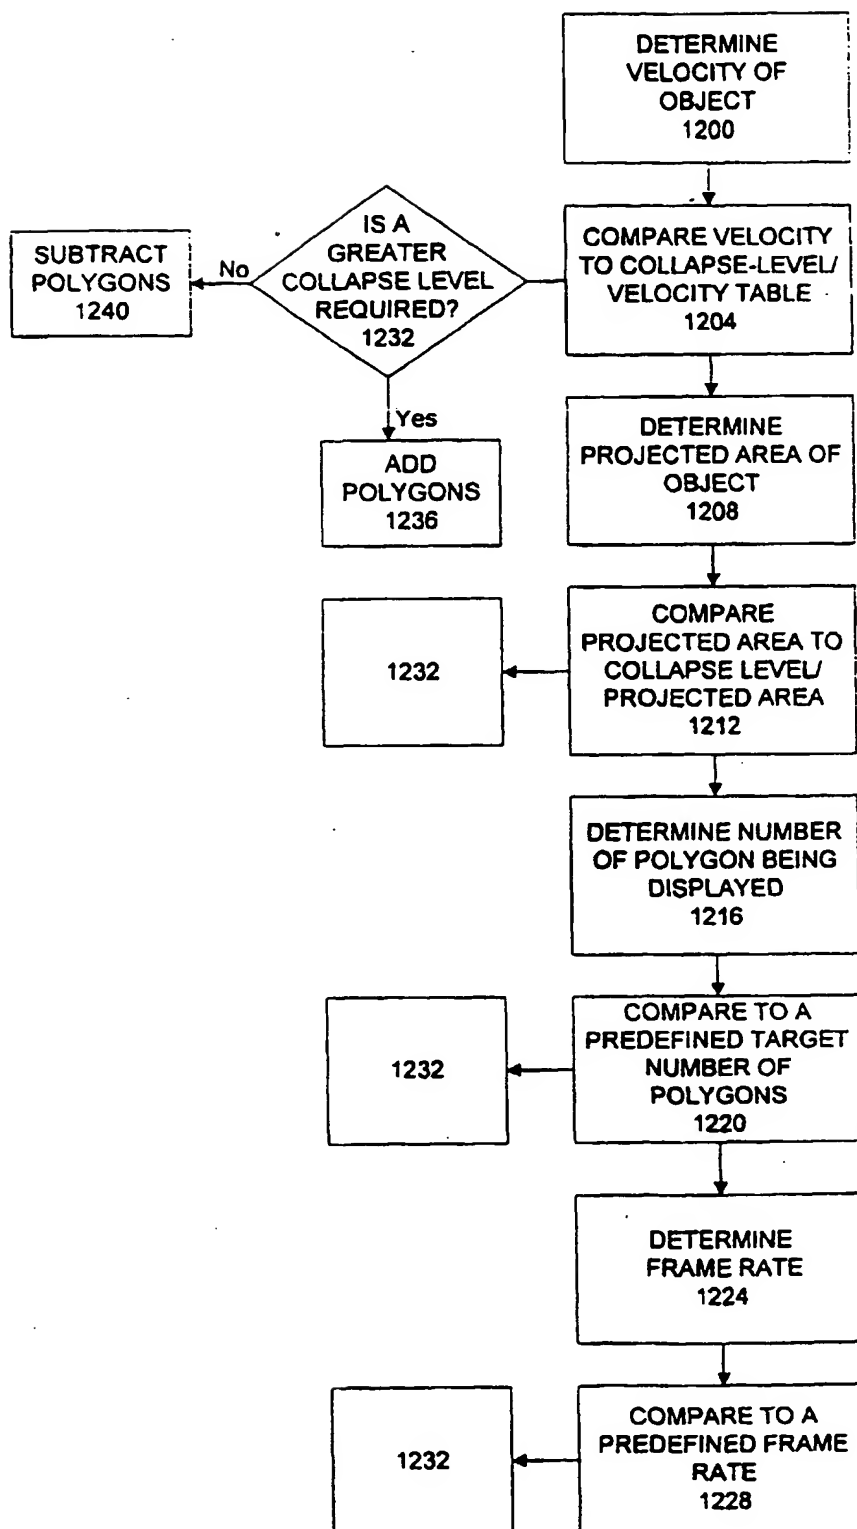 DETERMINE
VELOCITY OF
OBJECT
1200
IS A
GREATER
COLLAPSE LEVEL
REQUIRED?
1232
COMPARE VELOCITY
TO COLLAPSE-LEVEL/
VELOCITY TABLE
1204
No
SUBTRACT
POLYGONS
1240
Yes
ADD
POLYGONS
1236
DETERMINE
PROJECTED AREA OF
OBJECT
1208
1232
COMPARE
PROJECTED AREA TO
COLLAPSE LEVEL/
PROJECTED AREA
1212
DETERMINE NUMBER
OF POLYGON BEING
DISPLAYED
1216
1232
COMPARE TO A
PREDEFINED TARGET
NUMBER OF
POLYGONS
1220
DETERMINE
FRAME RATE
1224
1232
COMPARE TO A
PREDEFINED FRAME
RATE
1228